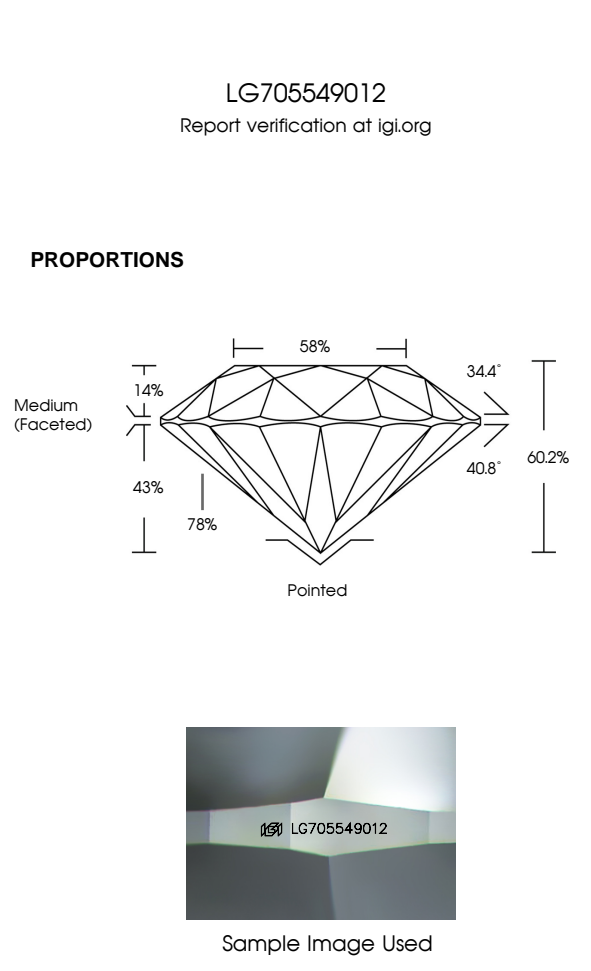 LG705549012
Report verification at igi.org
PROPORTIONS
58%
34.4°
14%
Medium
(Faceted)
60.2%
40.8°
43%
78%
Pointed
IGI LG705549012
Sample Image Used